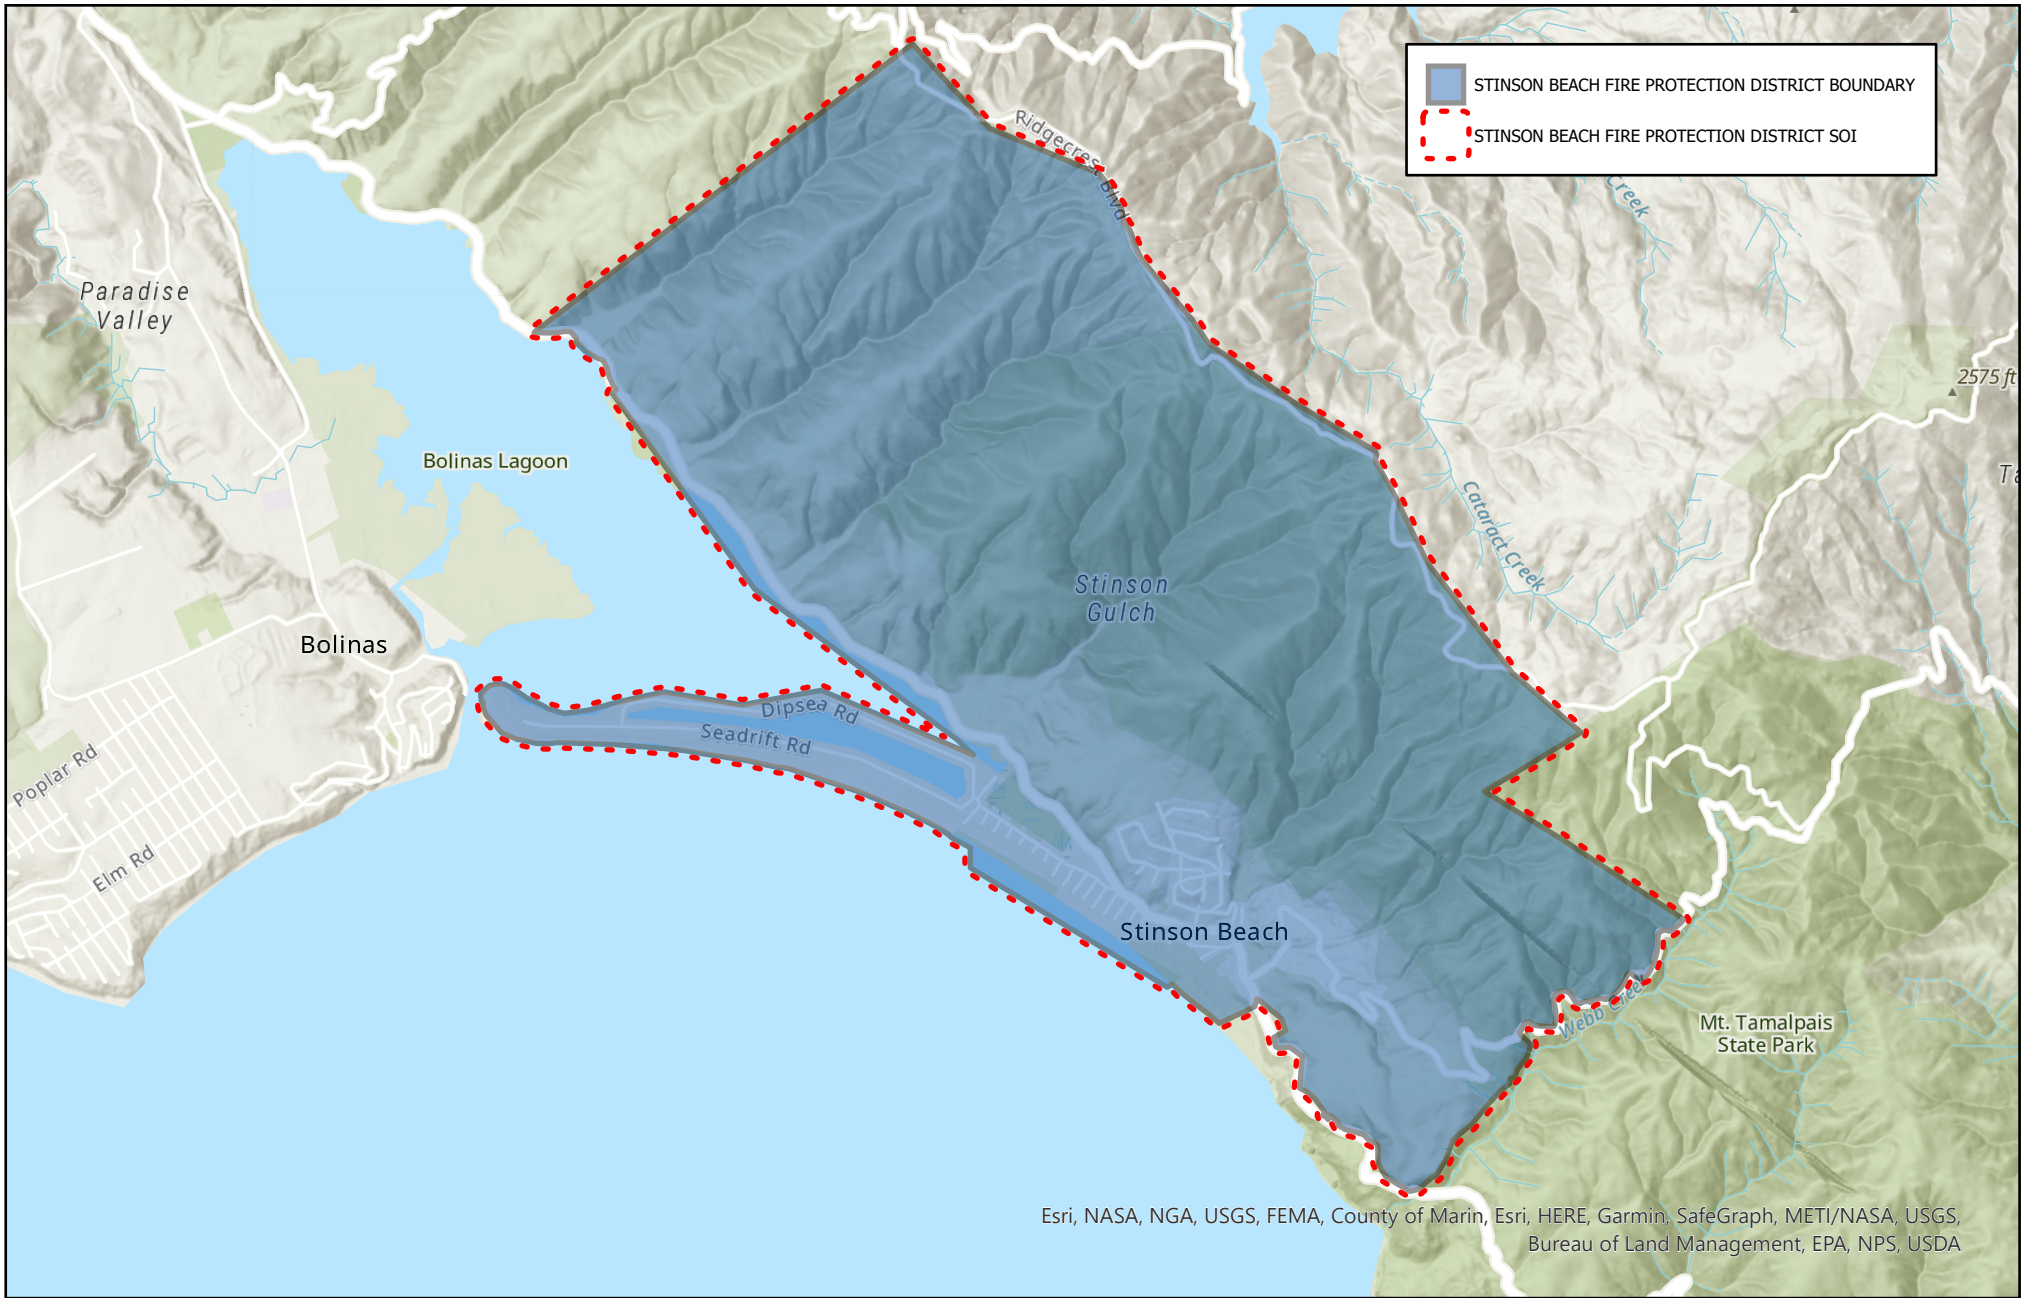 STINSON BEACH FIRE PROTECTION DISTRICT BOUNDARY
STINSON BEACH FIRE PROTECTION DISTRICT SOI
Ridgecrest Blvd
Creek
Paradise
Valley
2575 ft
Bolinas Lagoon
Ta
Cataract Creek
Stinson
Gulch
Bolinas
Dipsea Rd
Seadrift Rd
Poplar Rd
Elm Rd
Stinson Beach
Webb Creek
Mt. Tamalpais
State Park
Esri, NASA, NGA, USGS, FEMA, County of Marin, Esri, HERE, Garmin, SafeGraph, METI/NASA, USGS,
Bureau of Land Management, EPA, NPS, USDA